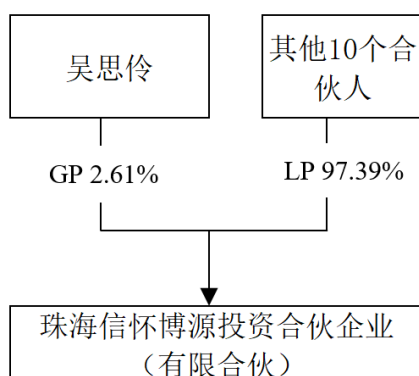 吴思伶
其他10个合
伙人
GP 2.61%
LP 97.39%
珠海信怀博源投资合伙企业
（有限合伙）